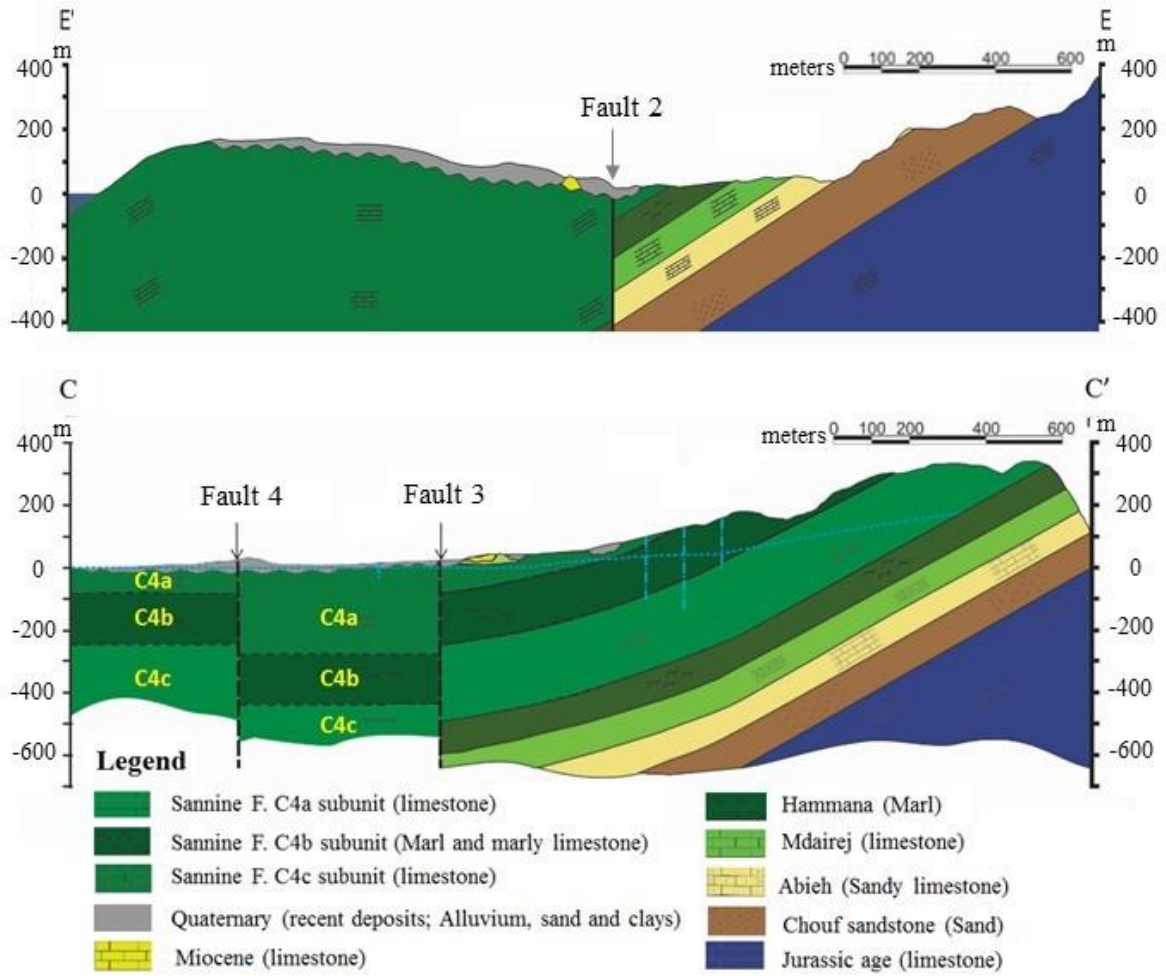 E' E
m m
meters 0 100 200 400 600
400 400
Fault 2
200 200
0 0
-200 -200
-400 -400
C C'
m m
meters 0 100 200 400 600
400 400
Fault 4 Fault 3
200 200
0 0
C4a
C4b C4a
-200 -200
C4c C4b
-400 -400
C4c
-600 -600
Legend
Sannine F. C4a subunit (limestone)
Sannine F. C4b subunit (Marl and marly limestone)
Sannine F. C4c subunit (limestone)
Quaternary (recent deposits; Alluvium, sand and clays)
Miocene (limestone)
Hammana (Marl)
Mdairej (limestone)
Abieh (Sandy limestone)
Chouf sandstone (Sand)
Jurassic age (limestone)